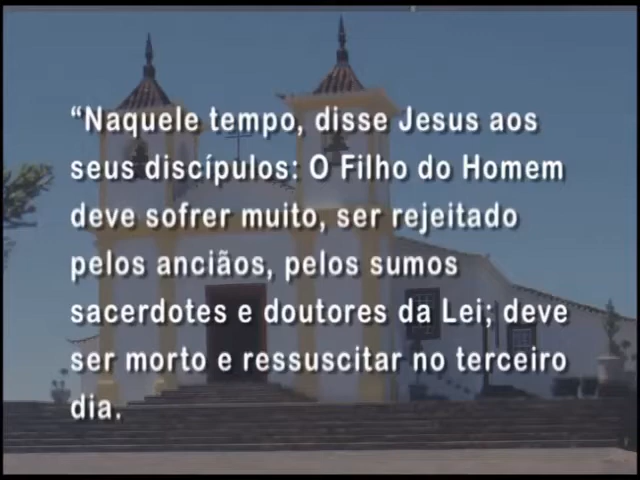 “Naquele tempo, disse Jesus aos
seus discípulos: O Filho do Homem
deve sofrer muito, ser rejeitado
pelos anciãos, pelos sumos
sacerdotes e doutores da Lei; deve
ser morto e ressuscitar no terceiro
dia.